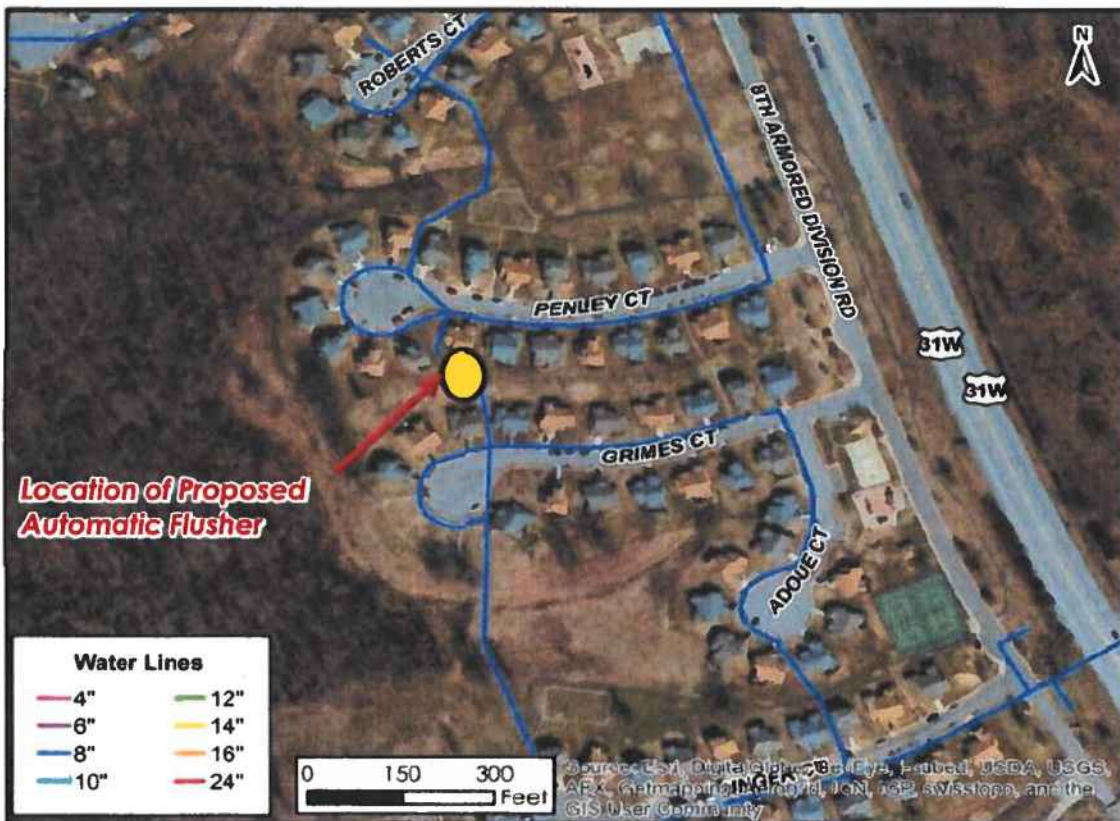 N
ROBERTS CT
8TH ARMORED DIVISION RD
PENLEY CT
31W
31W
GRIMES CT
Location of Proposed
Automatic Flusher
ADOUE CT
Water Lines
4" 12"
6" 14"
8" 16"
10" 24"
0 150 300
Feet
USDA, USGS,
swisstopo, and the
GIS User Community